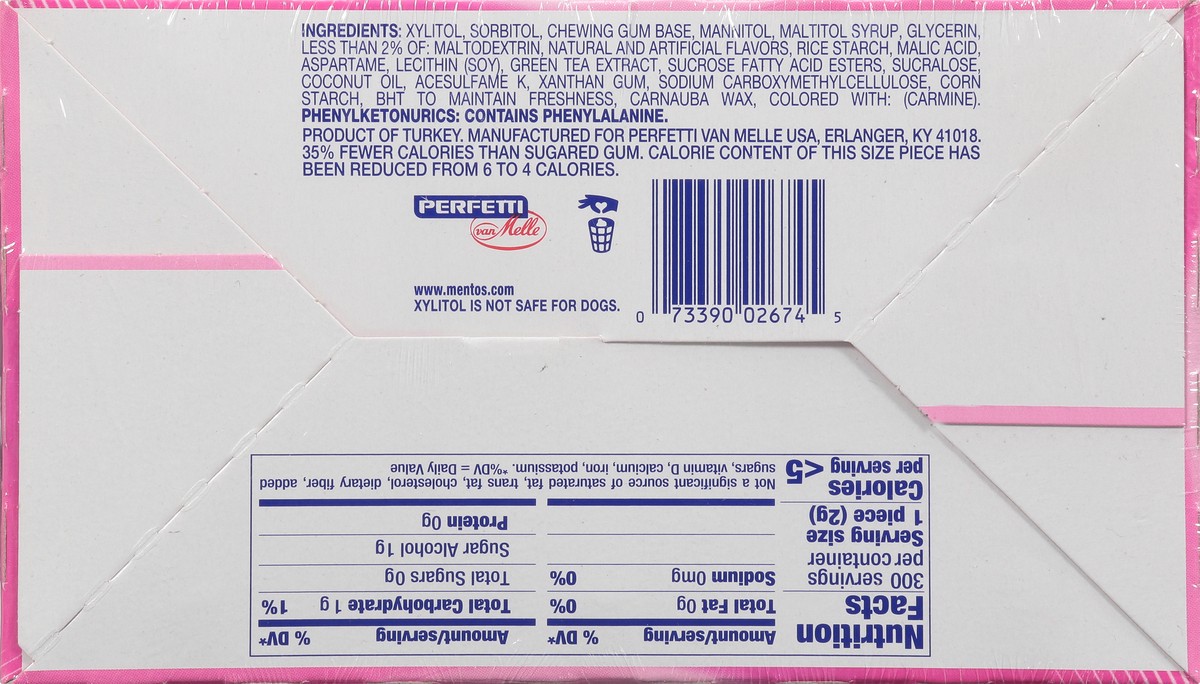 INGREDIENTS: XYLITOL, SORBITOL, CHEWING GUM BASE, MANNITOL, MALTITOL SYRUP, GLYCERIN,
LESS THAN 2% OF: MALTODEXTRIN, NATURAL AND ARTIFICIAL FLAVORS, RICE STARCH, MALIC ACID,
ASPARTAME, LECITHIN (SOY), GREEN TEA EXTRACT, SUCROSE FATTY ACID ESTERS, SUCRALOSE,
COCONUT OIL, ACESULFAME K, XANTHAN GUM, SODIUM CARBOXYMETHYLCELLULOSE, CORN
STARCH, BHT TO MAINTAIN FRESHNESS, CARNAUBA WAX, COLORED WITH: (CARMINE).
PHENYLKETONURICS: CONTAINS PHENYLALANINE.
PRODUCT OF TURKEY. MANUFACTURED FOR PERFETTI VAN MELLE USA, ERLANGER, KY 41018.
35% FEWER CALORIES THAN SUGARED GUM. CALORIE CONTENT OF THIS SIZE PIECE HAS
BEEN REDUCED FROM 6 TO 4 CALORIES.
PERFETTI
van Melle
www.mentos.com
XYLITOL IS NOT SAFE FOR DOGS.
0 73390 02674 5
Nutrition
Facts
300 servings
per container
Serving size
1 piece (2g)
Calories
per serving <5
Amount/serving % DV*
Total Fat 0g 0%
Sodium 0mg 0%
Amount/serving % DV*
Total Carbohydrate 1g 1%
Total Sugars 0g
Sugar Alcohol 1g
Protein 0g
Not a significant source of saturated fat, trans fat, cholesterol, dietary fiber, added
sugars, vitamin D, calcium, iron, potassium. *%DV = Daily Value